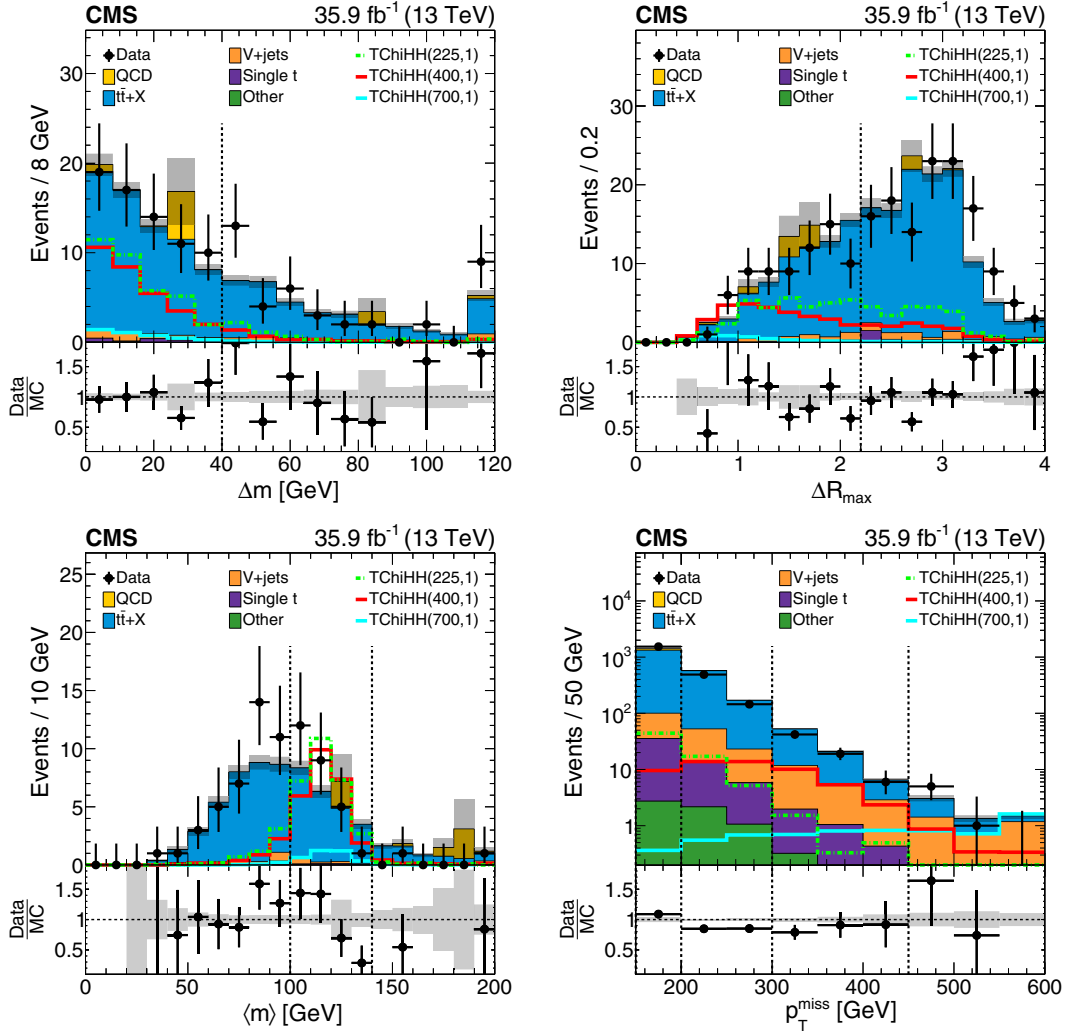 CMS 35.9 fb⁻¹ (13 TeV)
Data
QCD
tt̄+X
V+jets
Single t
Other
TChiHH(225,1)
TChiHH(400,1)
TChiHH(700,1)
Events / 8 GeV
30
20
10
0
Data/MC
1.5
1
0.5
0 20 40 60 80 100 120
Δm [GeV]
CMS 35.9 fb⁻¹ (13 TeV)
Data
QCD
tt̄+X
V+jets
Single t
Other
TChiHH(225,1)
TChiHH(400,1)
TChiHH(700,1)
Events / 0.2
30
20
10
0
Data/MC
1.5
1
0.5
0 1 2 3 4
ΔR_max
CMS 35.9 fb⁻¹ (13 TeV)
Data
QCD
tt̄+X
V+jets
Single t
Other
TChiHH(225,1)
TChiHH(400,1)
TChiHH(700,1)
Events / 10 GeV
25
20
15
10
5
0
Data/MC
1.5
1
0.5
0 50 100 150 200
⟨m⟩ [GeV]
CMS 35.9 fb⁻¹ (13 TeV)
Data
QCD
tt̄+X
V+jets
Single t
Other
TChiHH(225,1)
TChiHH(400,1)
TChiHH(700,1)
Events / 50 GeV
10³
10²
10
1
Data/MC
1.5
1
0.5
200 300 400 500 600
p_T^miss [GeV]